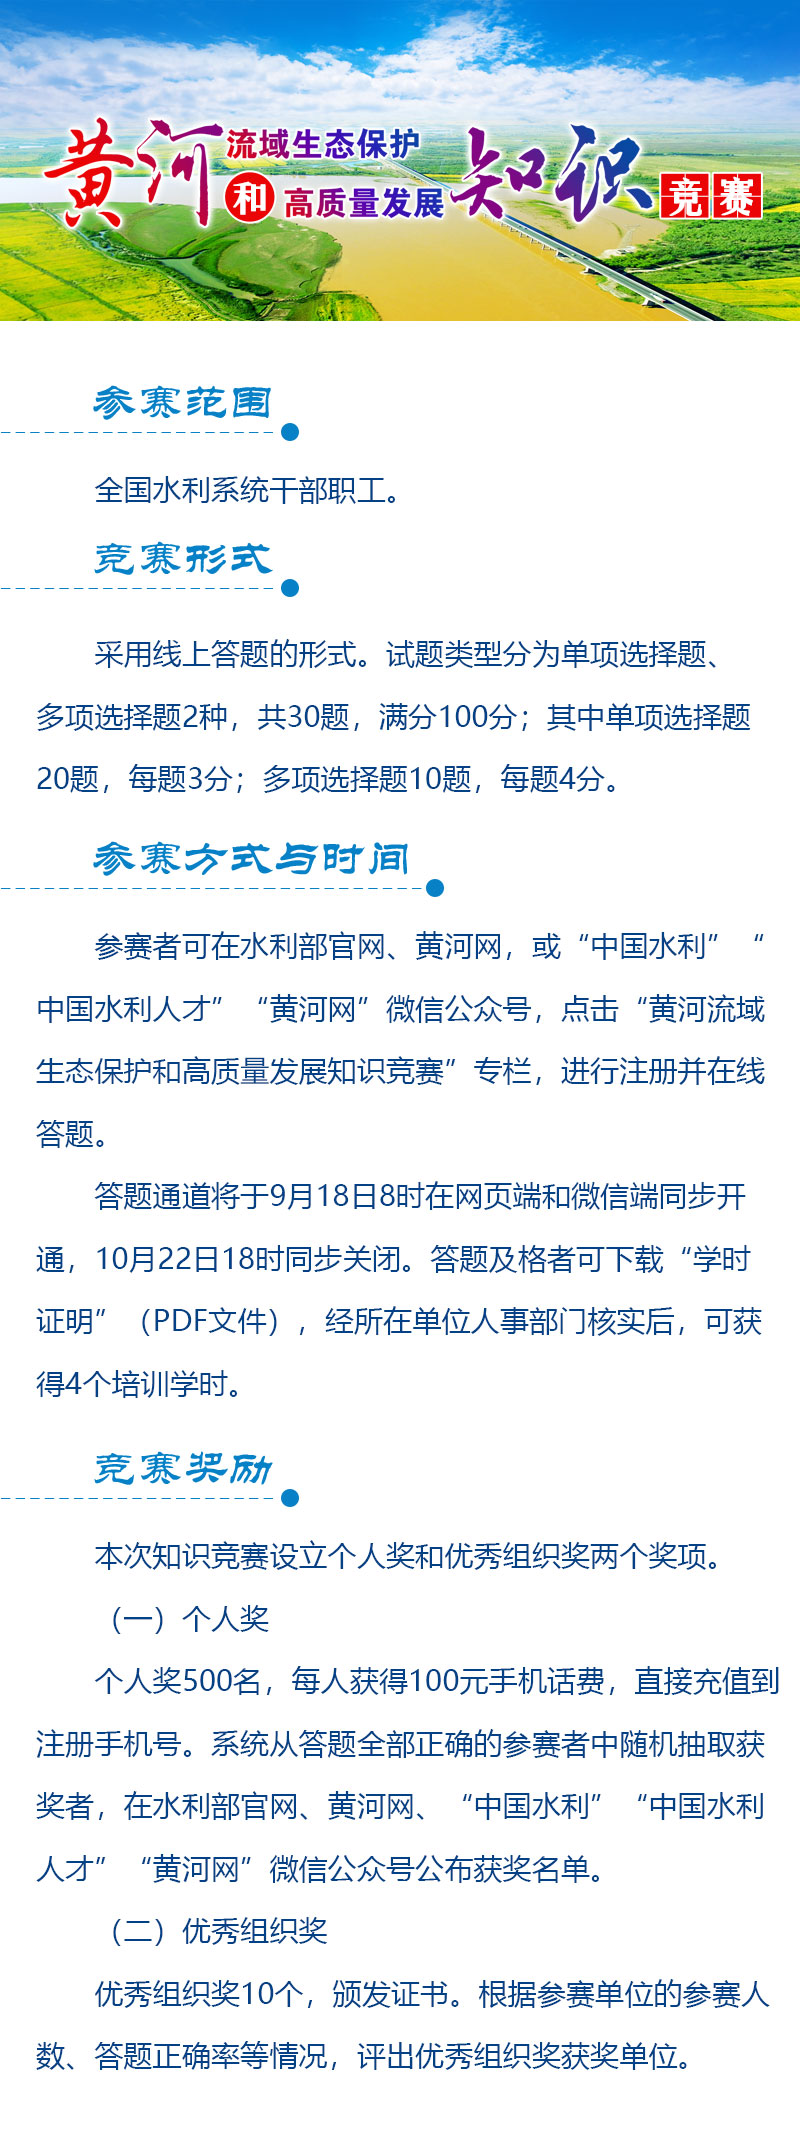 黄河流域生态保护
和高质量发展知识竞赛
参赛范围
全国水利系统干部职工。
竞赛形式
采用线上答题的形式。试题类型分为单项选择题、
多项选择题2种，共30题，满分100分；其中单项选择题
20题，每题3分；多项选择题10题，每题4分。
参赛方式与时间
参赛者可在水利部官网、黄河网，或“中国水利”“
中国水利人才”“黄河网”微信公众号，点击“黄河流域
生态保护和高质量发展知识竞赛”专栏，进行注册并在线
答题。
答题通道将于9月18日8时在网页端和微信端同步开
通，10月22日18时同步关闭。答题及格者可下载“学时
证明”（PDF文件），经所在单位人事部门核实后，可获
得4个培训学时。
竞赛奖励
本次知识竞赛设立个人奖和优秀组织奖两个奖项。
（一）个人奖
个人奖500名，每人获得100元手机话费，直接充值到
注册手机号。系统从答题全部正确的参赛者中随机抽取获
奖者，在水利部官网、黄河网、“中国水利”“中国水利
人才”“黄河网”微信公众号公布获奖名单。
（二）优秀组织奖
优秀组织奖10个，颁发证书。根据参赛单位的参赛人
数、答题正确率等情况，评出优秀组织奖获奖单位。